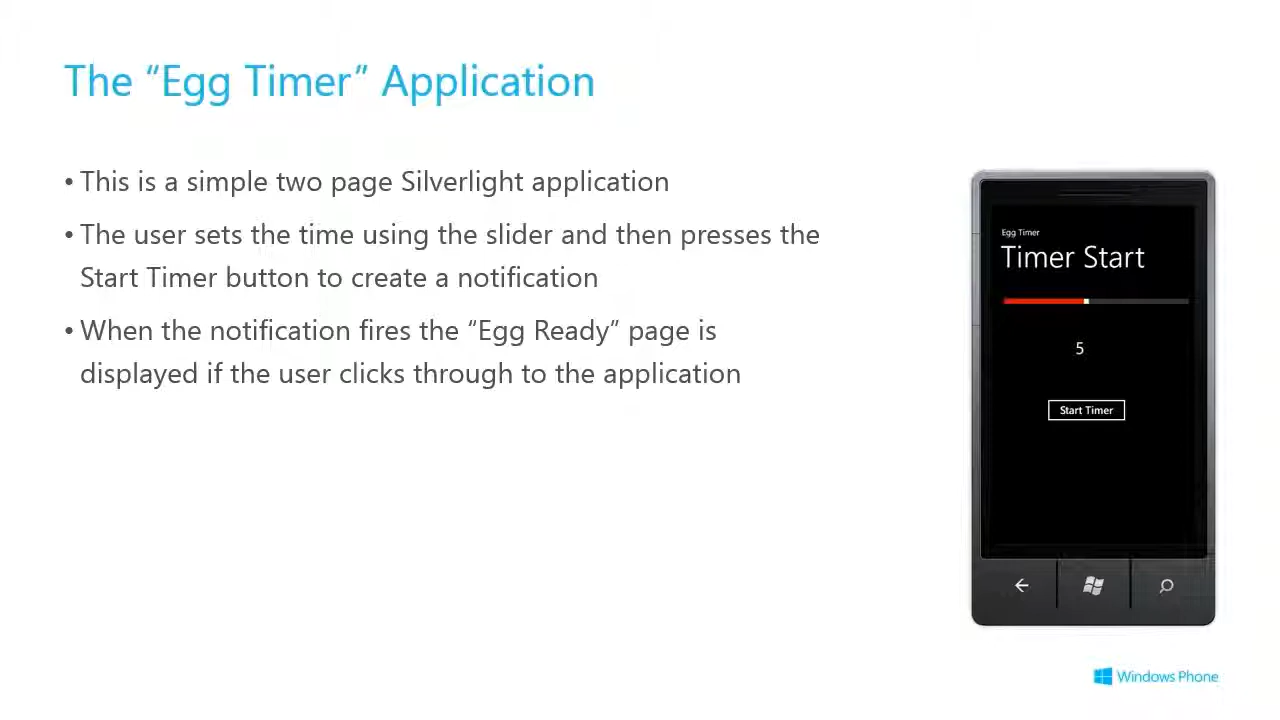 The “Egg Timer” Application
• This is a simple two page Silverlight application
• The user sets the time using the slider and then presses the
Start Timer button to create a notification
• When the notification fires the “Egg Ready” page is
displayed if the user clicks through to the application
Egg Timer
Timer Start
5
Start Timer
Windows Phone